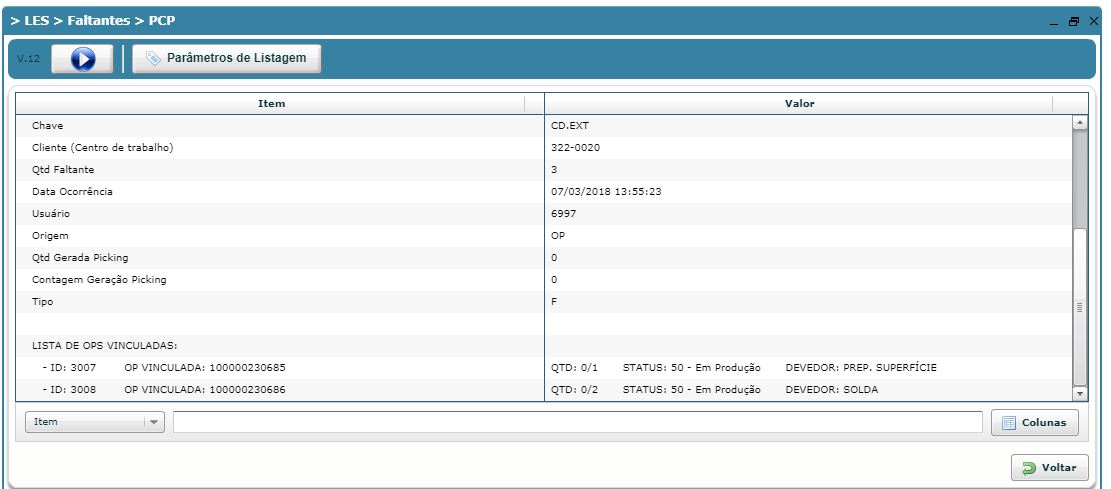 > LES > Faltantes > PCP
V.12 Parâmetros de Listagem
Item Valor
Chave CD.EXT
Cliente (Centro de trabalho) 322-0020
Qtd Faltante 3
Data Ocorrência 07/03/2018 13:55:23
Usuário 6997
Origem OP
Qtd Gerada Picking 0
Contagem Geração Picking 0
Tipo F
LISTA DE OPS VINCULADAS:
- ID: 3007 OP VINCULADA: 100000230685 QTD: 0/1 STATUS: 50 - Em Produção DEVEDOR: PREP. SUPERFÍCIE
- ID: 3008 OP VINCULADA: 100000230686 QTD: 0/2 STATUS: 50 - Em Produção DEVEDOR: SOLDA
Item Colunas
Voltar